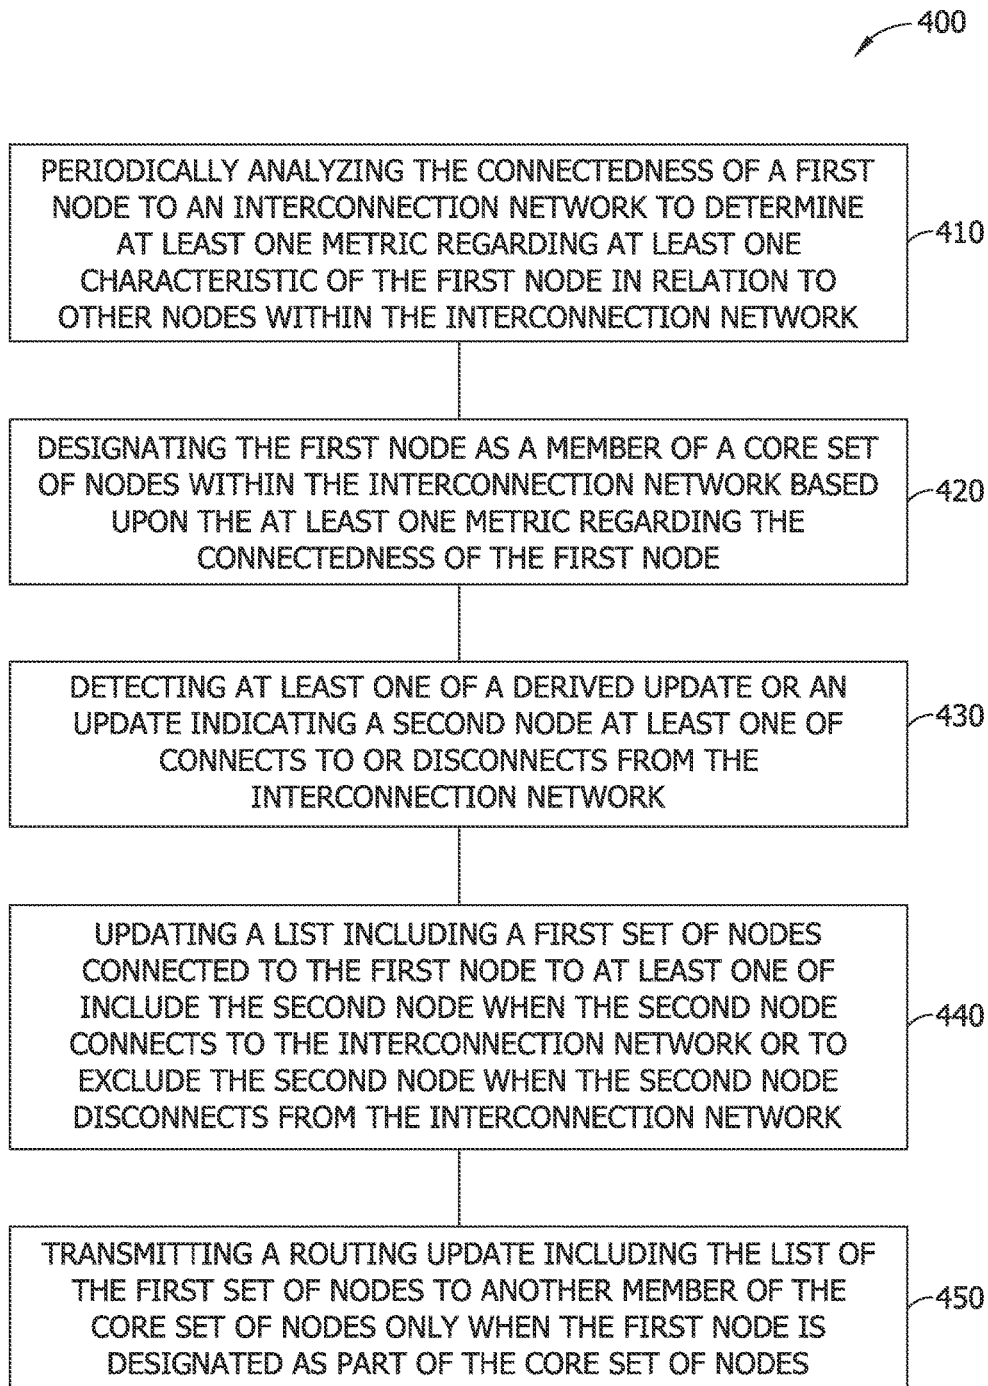 400
PERIODICALLY ANALYZING THE CONNECTEDNESS OF A FIRST
NODE TO AN INTERCONNECTION NETWORK TO DETERMINE
AT LEAST ONE METRIC REGARDING AT LEAST ONE
CHARACTERISTIC OF THE FIRST NODE IN RELATION TO
OTHER NODES WITHIN THE INTERCONNECTION NETWORK
410
DESIGNATING THE FIRST NODE AS A MEMBER OF A CORE SET
OF NODES WITHIN THE INTERCONNECTION NETWORK BASED
UPON THE AT LEAST ONE METRIC REGARDING THE
CONNECTEDNESS OF THE FIRST NODE
420
DETECTING AT LEAST ONE OF A DERIVED UPDATE OR AN
UPDATE INDICATING A SECOND NODE AT LEAST ONE OF
CONNECTS TO OR DISCONNECTS FROM THE
INTERCONNECTION NETWORK
430
UPDATING A LIST INCLUDING A FIRST SET OF NODES
CONNECTED TO THE FIRST NODE TO AT LEAST ONE OF
INCLUDE THE SECOND NODE WHEN THE SECOND NODE
CONNECTS TO THE INTERCONNECTION NETWORK OR TO
EXCLUDE THE SECOND NODE WHEN THE SECOND NODE
DISCONNECTS FROM THE INTERCONNECTION NETWORK
440
TRANSMITTING A ROUTING UPDATE INCLUDING THE LIST OF
THE FIRST SET OF NODES TO ANOTHER MEMBER OF THE
CORE SET OF NODES ONLY WHEN THE FIRST NODE IS
DESIGNATED AS PART OF THE CORE SET OF NODES
450